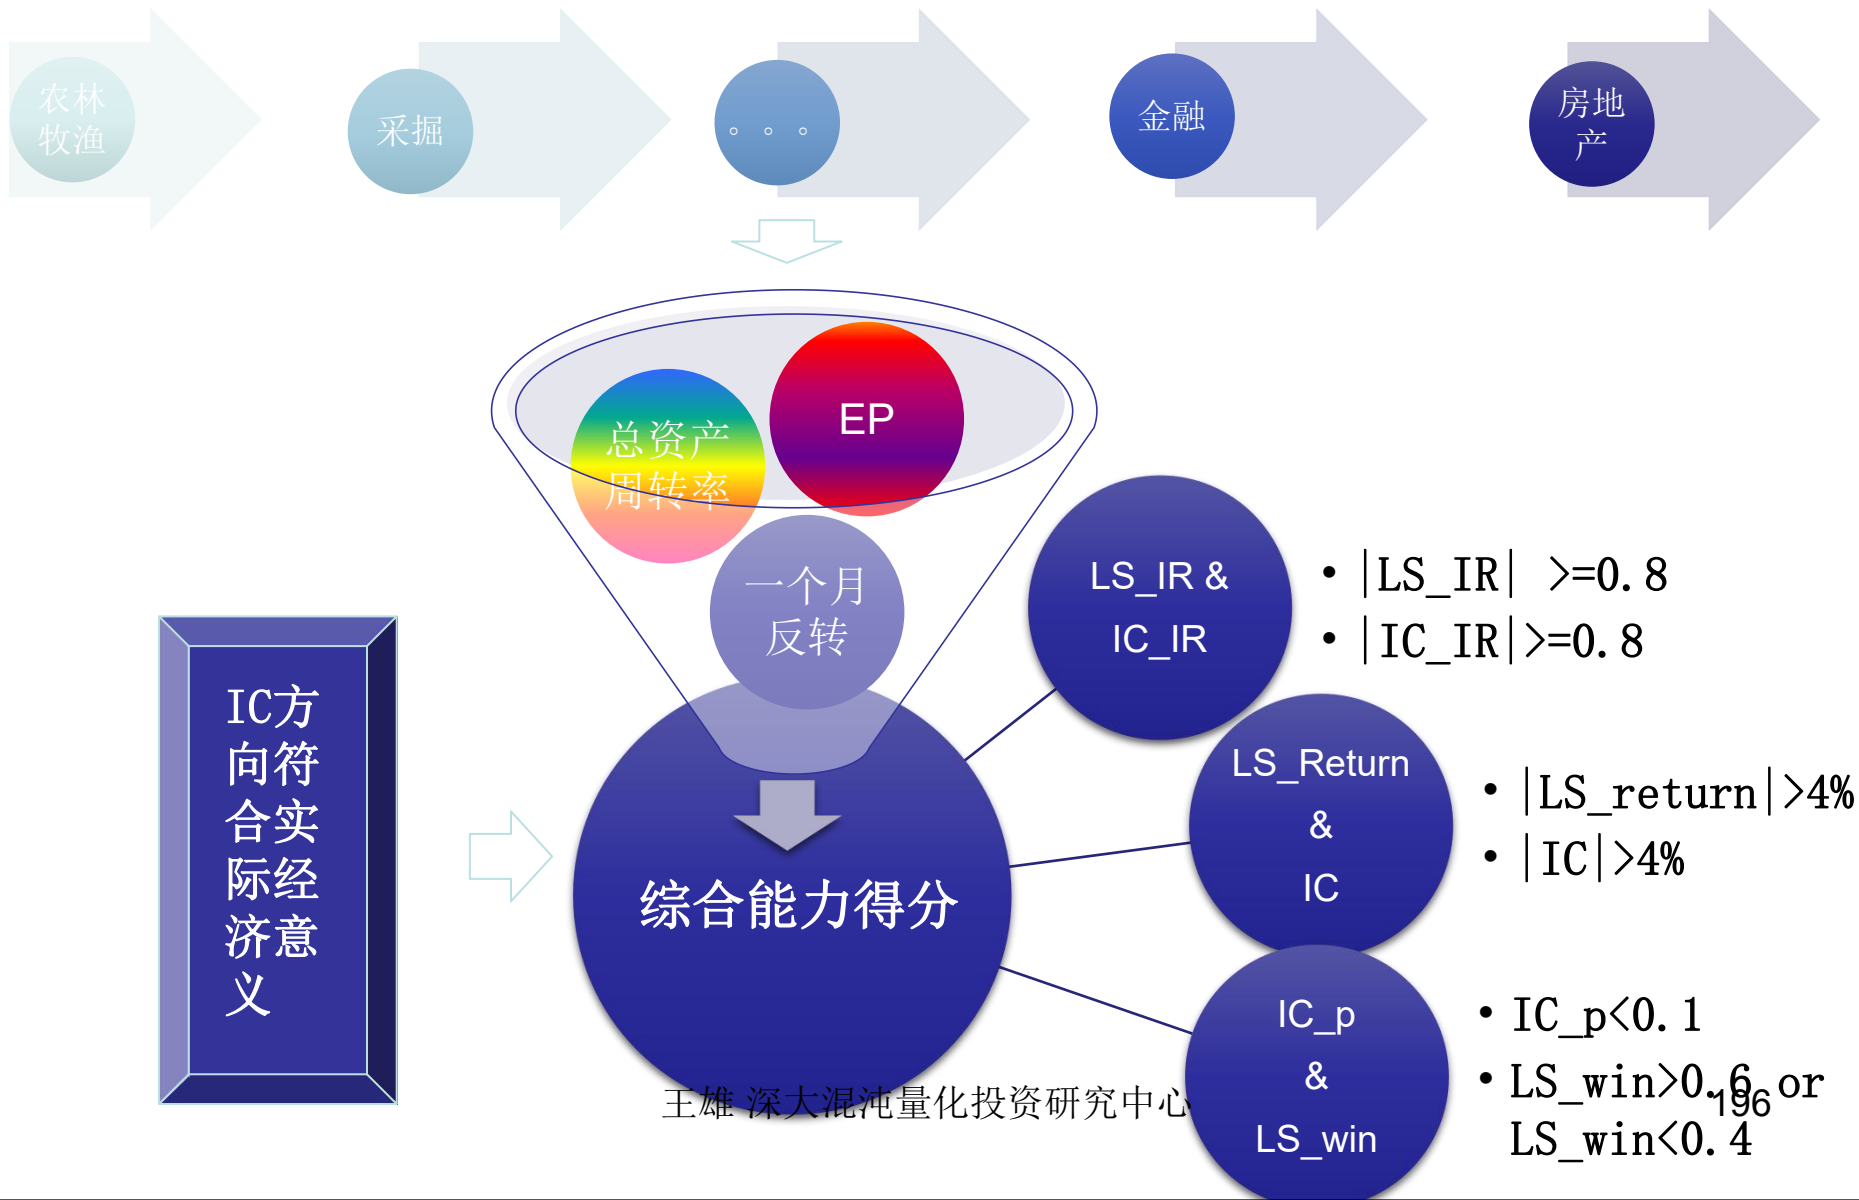 农林
牧渔
采掘
。。。
金融
房地
产
EP
总资产
周转率
一个月
反转
LS_IR &
IC_IR
• |LS_IR| >=0.8
• |IC_IR|>=0.8
IC方
向符
合实
际经
济意
义
LS_Return
&
IC
• |LS_return|>4%
• |IC|>4%
综合能力得分
IC_p
&
LS_win
• IC_p<0.1
• LS_win>0.6 or
LS_win<0.4
王雄 深大混沌量化投资研究中心
196